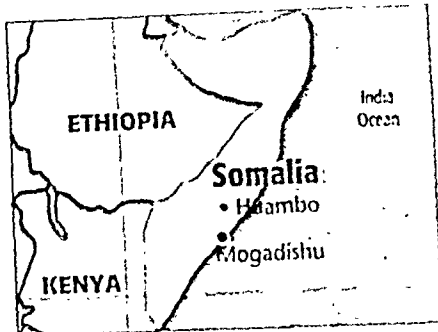 ETHIOPIA
India
Ocean
Somalia
• Haambo
• Mogadishu
KENYA